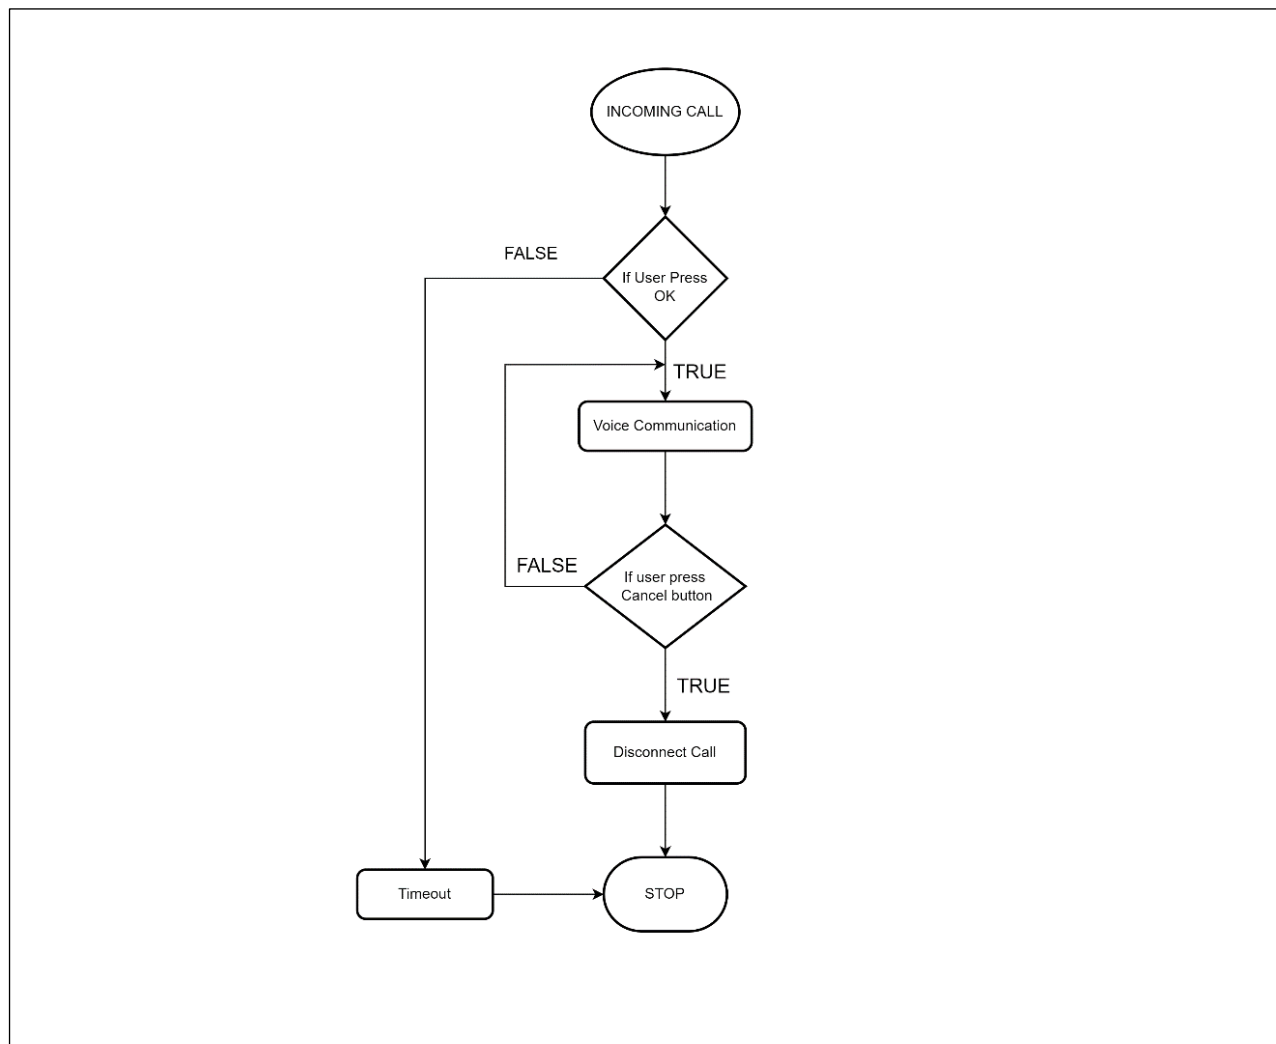 INCOMING CALL
FALSE
If User Press
OK
TRUE
Voice Communication
FALSE
If user press
Cancel button
TRUE
Disconnect Call
Timeout
STOP